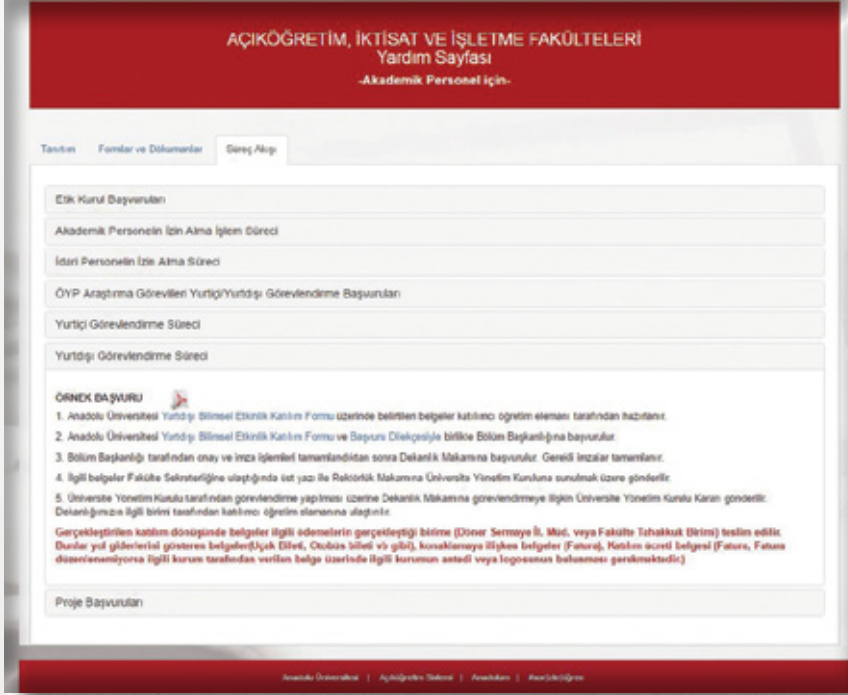 AÇIKÖĞRETİM, İKTİSAT VE İŞLETME FAKÜLTELERİ
Yardım Sayfası
-Akademik Personel için-
Tanıtım Formlar ve Dökümanlar Süreç Akışı
Etik Kurul Başvuruları
Akademik Personelin İzin Alma İşlem Süreci
İdari Personelin İzin Alma Süreci
ÖYP Araştırma Görevlileri Yurtiçi/Yurtdışı Görevlendirme Başvuruları
Yurtiçi Görevlendirme Süreci
Yurtdışı Görevlendirme Süreci
ÖRNEK BAŞVURU
1. Anadolu Üniversitesi Yurtdışı Bilimsel Etkinlik Katılım Formu üzerinde belirtilen belgeler katılımcı öğretim elemanı tarafından hazırlanır.
2. Anadolu Üniversitesi Yurtdışı Bilimsel Etkinlik Katılım Formu ve Başvuru Dilekçesiyle birlikte Bölüm Başkanlığına başvurulur.
3. Bölüm Başkanlığı tarafından onay ve imza işlemleri tamamlandıktan sonra Dekanlık Makamına başvurulur. Gerekli imzalar tamamlanır.
4. İlgili belgeler Fakülte Sekreterliğine ulaştığında üst yazı ile Rektörlük Makamına Üniversite Yönetim Kuruluna sunulmak üzere gönderilir.
5. Üniversite Yönetim Kurulu tarafından görevlendirme yapılması üzerine Dekanlık Makamına görevlendirmeye ilişkin Üniversite Yönetim Kurulu Kararı gönderilir.
Dekanlığımızın ilgili birimi tarafından katılımcı öğretim elamanına ulaştırılır.
Gerçekleştirilen katılım dönüşünde belgeler ilgili ödemelerin gerçekleştiği birime (Döner Sermaye İl. Müd. veya Fakülte Tahakkuk Birimi) teslim edilir.
Bunlar yol giderlerini gösteren belgeler(Uçak Bileti, Otobüs bileti vb gibi), konaklamaya ilişkin belgeler (Fatura), Katılım ücreti belgesi (Fatura, Fatura
düzenlenemiyorsa ilgili kurum tarafından verilen belge üzerinde ilgili kurumun antedi veya logosunun bulunması gerekmektedir.)
Proje Başvuruları
Anadolu Üniversitesi | Açıköğretim Sistemi | Anadolum |